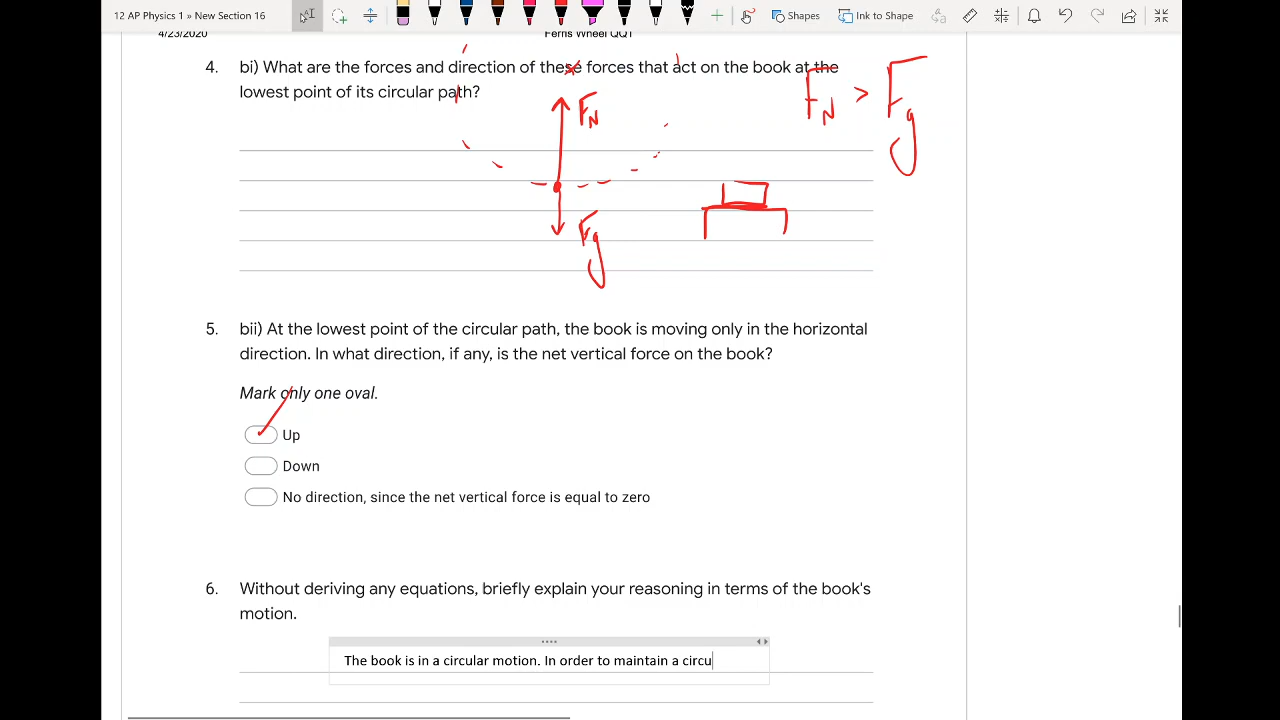 12 AP Physics 1 » New Section 16
Shapes
Ink to Shape
4/23/2020
Ferris Wheel QQT
4. bi) What are the forces and direction of these forces that act on the book at the
lowest point of its circular path?
F_N
F_N > F_g
F_g
5. bii) At the lowest point of the circular path, the book is moving only in the horizontal
direction. In what direction, if any, is the net vertical force on the book?
Mark only one oval.
Up
Down
No direction, since the net vertical force is equal to zero
6. Without deriving any equations, briefly explain your reasoning in terms of the book's
motion.
The book is in a circular motion. In order to maintain a circu